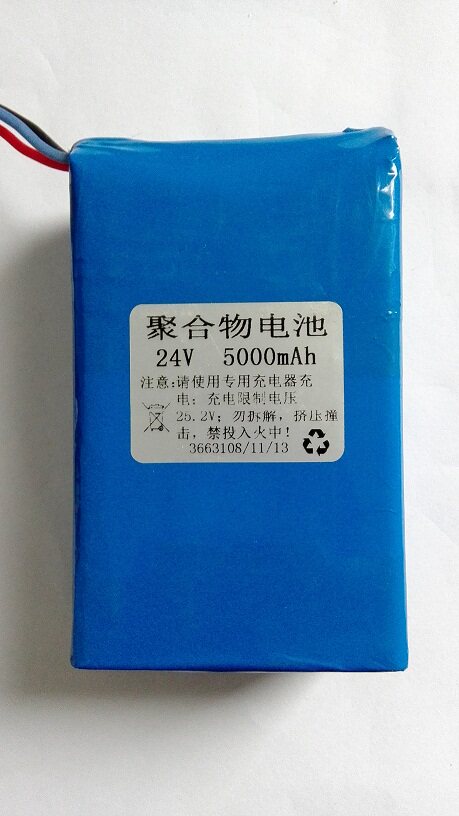 聚合物电池
24V 5000mAh
注意:请使用专用充电器充
电: 充电限制电压
25.2V; 勿拆解, 挤压撞
击, 禁投入火中!
3663108/11/13